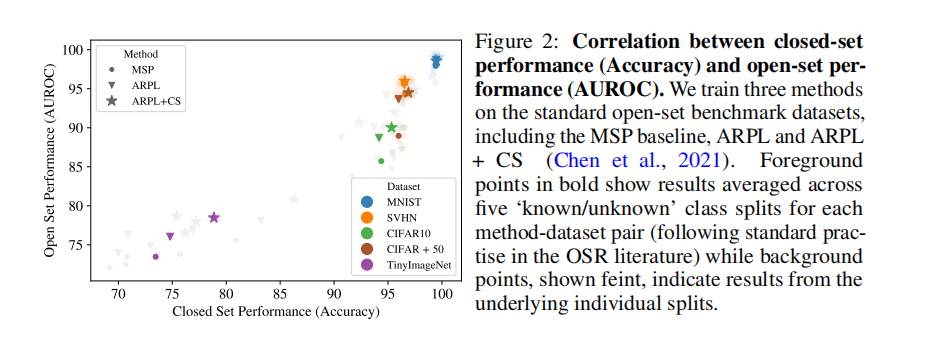 100
95
90
85
80
75
70
75
80
85
90
95
100
Open Set Performance (AUROC)
Closed Set Performance (Accuracy)
Method
MSP
ARPL
ARPL+CS
Dataset
MNIST
SVHN
CIFAR10
CIFAR + 50
TinyImageNet
Figure 2: Correlation between closed-set
performance (Accuracy) and open-set per-
formance (AUROC). We train three methods
on the standard open-set benchmark datasets,
including the MSP baseline, ARPL and ARPL
+ CS (Chen et al., 2021). Foreground
points in bold show results averaged across
five ‘known/unknown’ class splits for each
method-dataset pair (following standard prac-
tise in the OSR literature) while background
points, shown feint, indicate results from the
underlying individual splits.